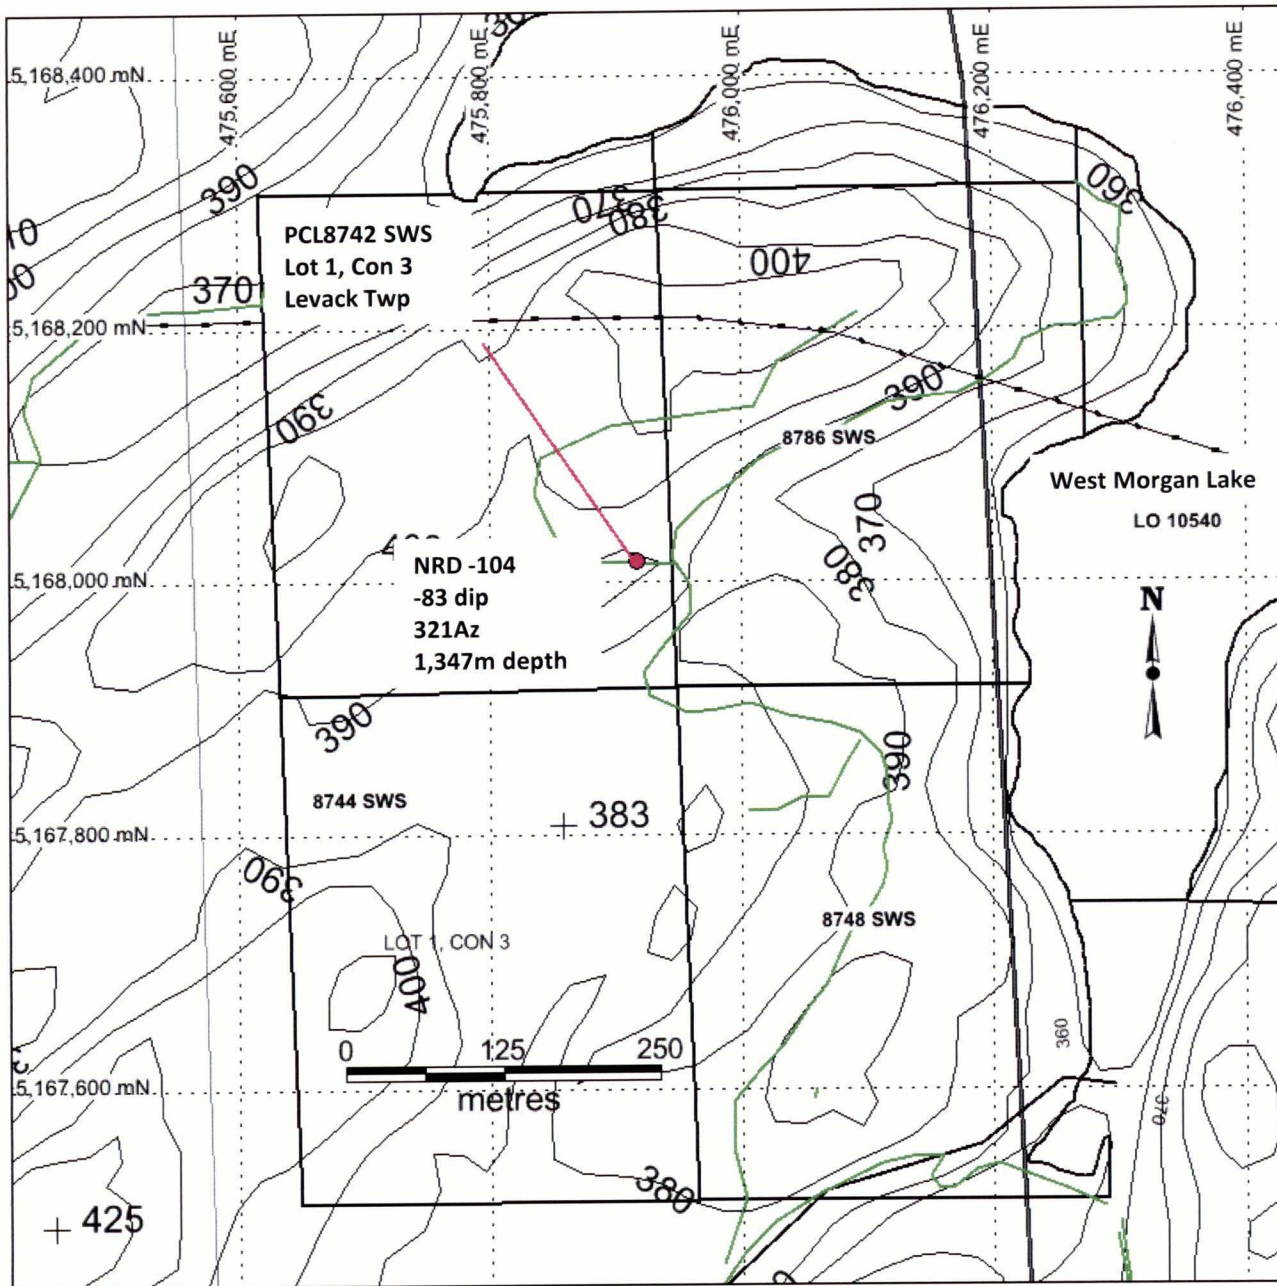 475,600 mE
475,800 mE
476,000 mE
476,200 mE
476,400 mE
5,168,400 mN
390
370
380
360
PCL8742 SWS
Lot 1, Con 3
Levack Twp
400
370
5,168,200 mN
390
390
8786 SWS
West Morgan Lake
LO 10540
370
380
NRD -104
-83 dip
321Az
1,347m depth
5,168,000 mN
N
390
390
8744 SWS
383
5,167,800 mN
390
8748 SWS
LOT 1, CON 3
400
360
0 125 250
metres
5,167,600 mN
370
380
425